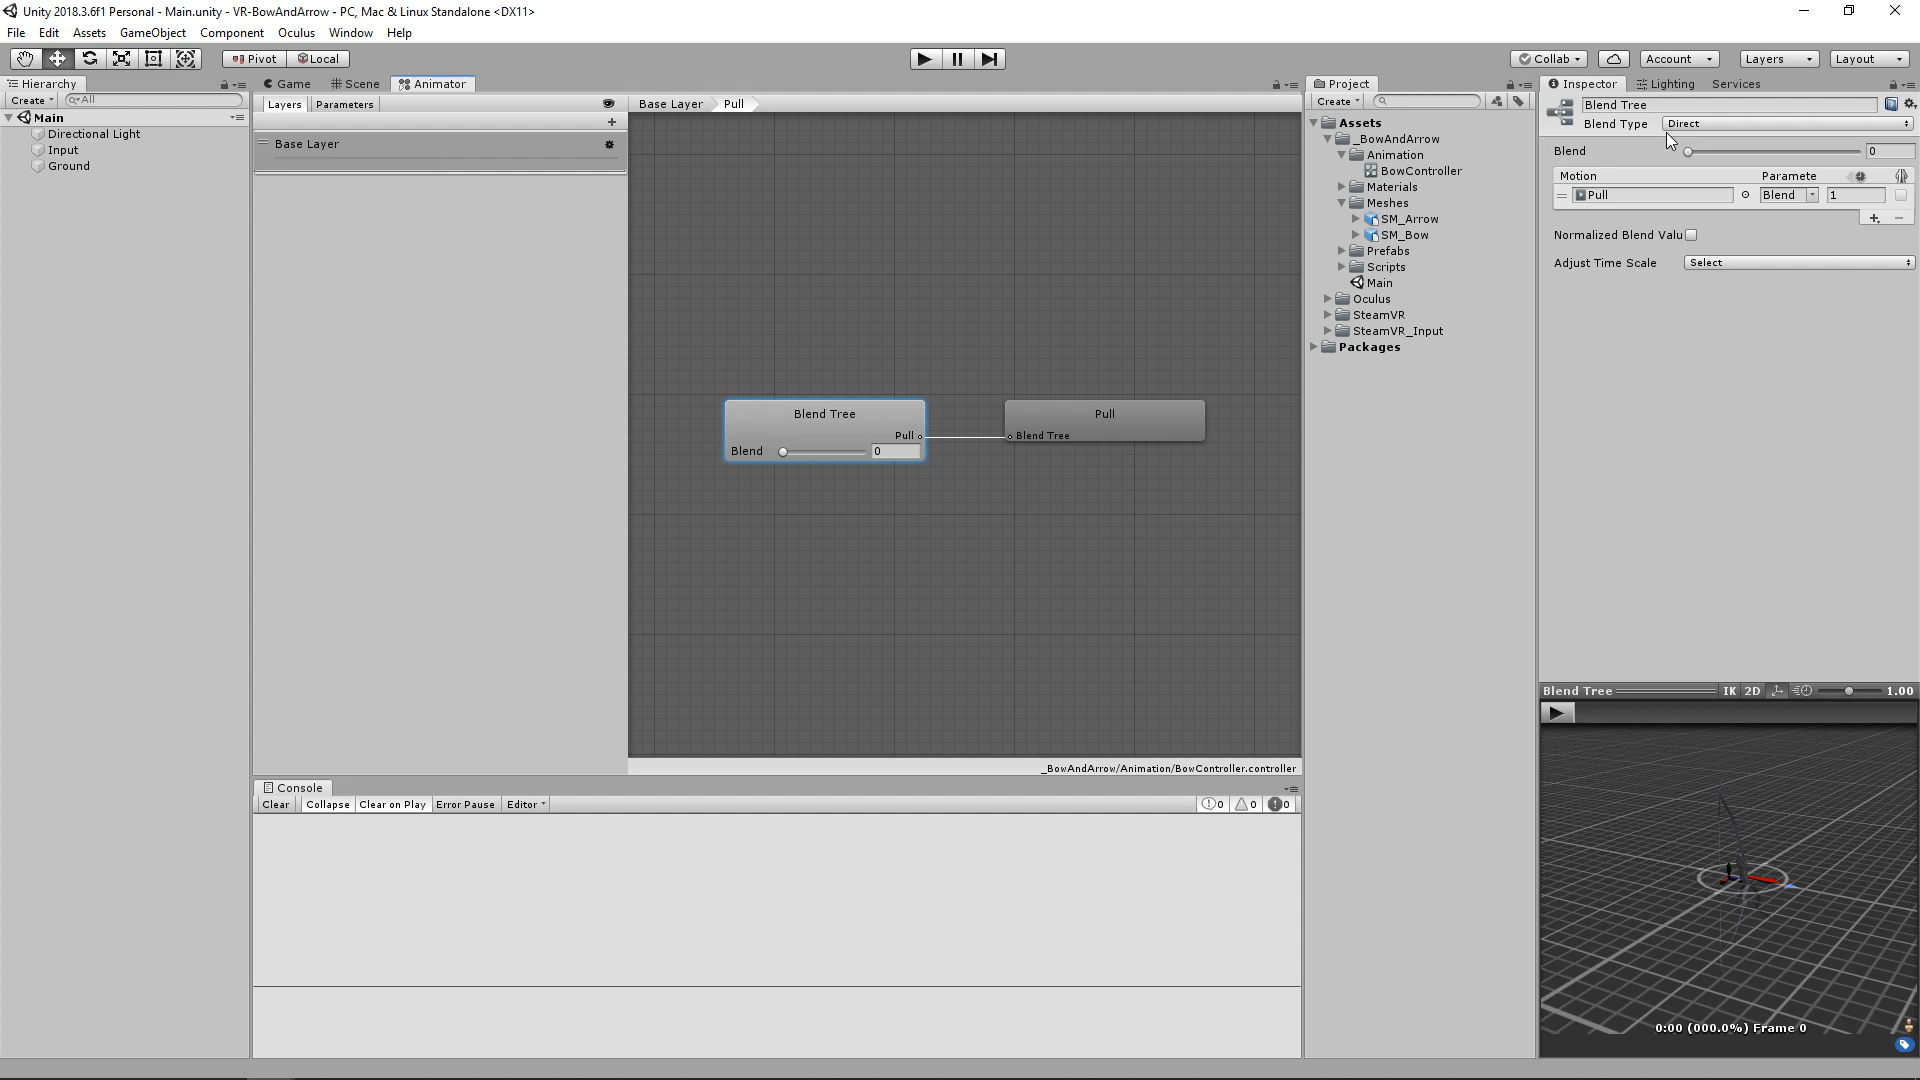 Unity 2018.3.6f1 Personal - Main.unity - VR-BowAndArrow - PC, Mac & Linux Standalone <DX11>
File Edit Assets GameObject Component Oculus Window Help
Pivot Local Collab Account Layers Layout
Hierarchy
Create All
Main
Directional Light
Input
Ground
Game Scene Animator
Layers Parameters
Base Layer
Base Layer Pull
Blend Tree
Pull
Blend 0
Pull
Blend Tree
_BowAndArrow/Animation/BowController.controller
Console
Clear Collapse Clear on Play Error Pause Editor 0 0 0
Project
Create
Assets
_BowAndArrow
Animation
BowController
Materials
Meshes
SM_Arrow
SM_Bow
Prefabs
Scripts
Main
Oculus
SteamVR
SteamVR_Input
Packages
Inspector Lighting Services
Blend Tree
Blend Type Direct
Blend 0
Motion Paramete
Pull Blend 1
Normalized Blend Valu
Adjust Time Scale Select
Blend Tree IK 2D 1.00
0:00 (000.0%) Frame 0